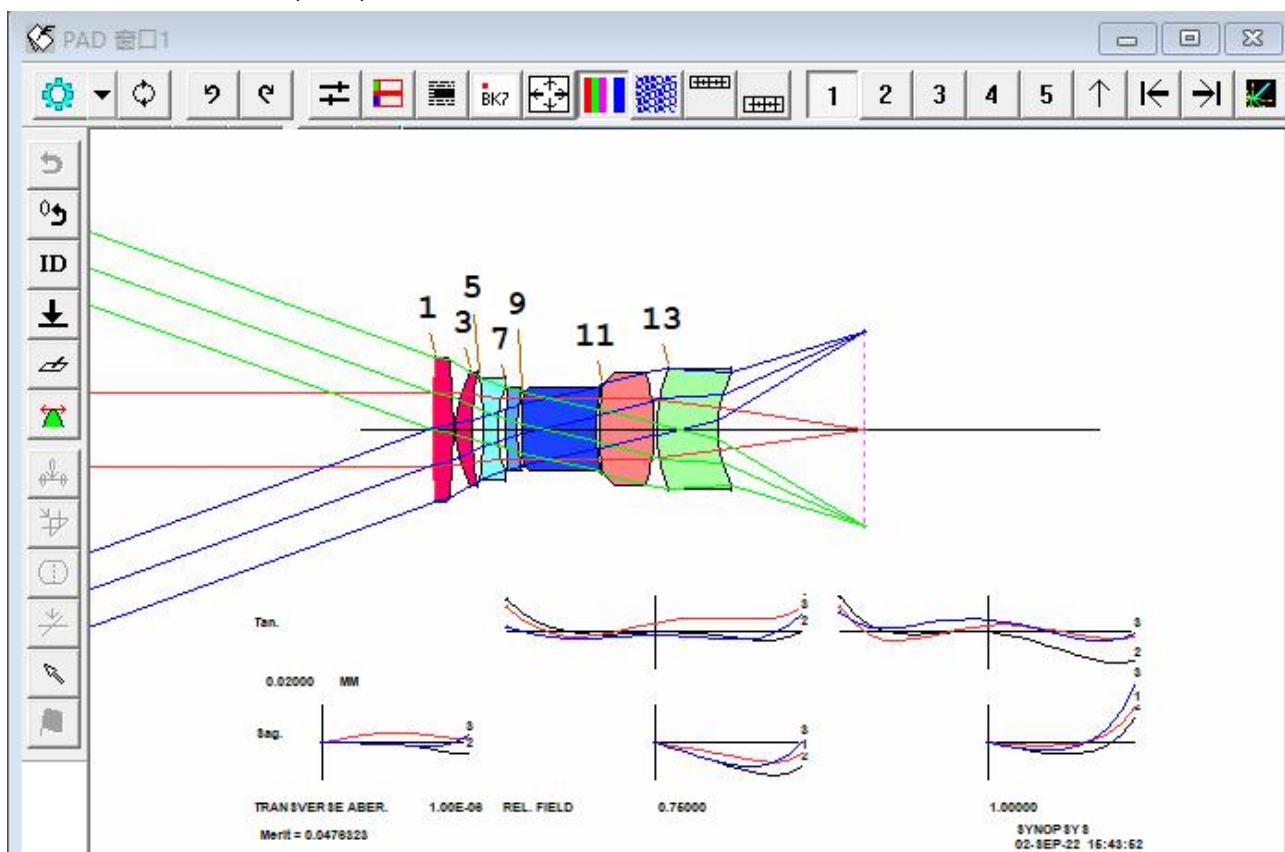 PAD 窗口1
BK7
1 2 3 4 5
ID
1 3 5 7 9 11 13
Tan.
3
2
3
2
0.02000 MM
Sag.
3
2
3
1
2
3
1
TRANSVERSE ABER. 1.00E-06 REL. FIELD 0.75000 1.00000
Merit = 0.0476323
SYNOPSYS
02-SEP-22 15:43:52